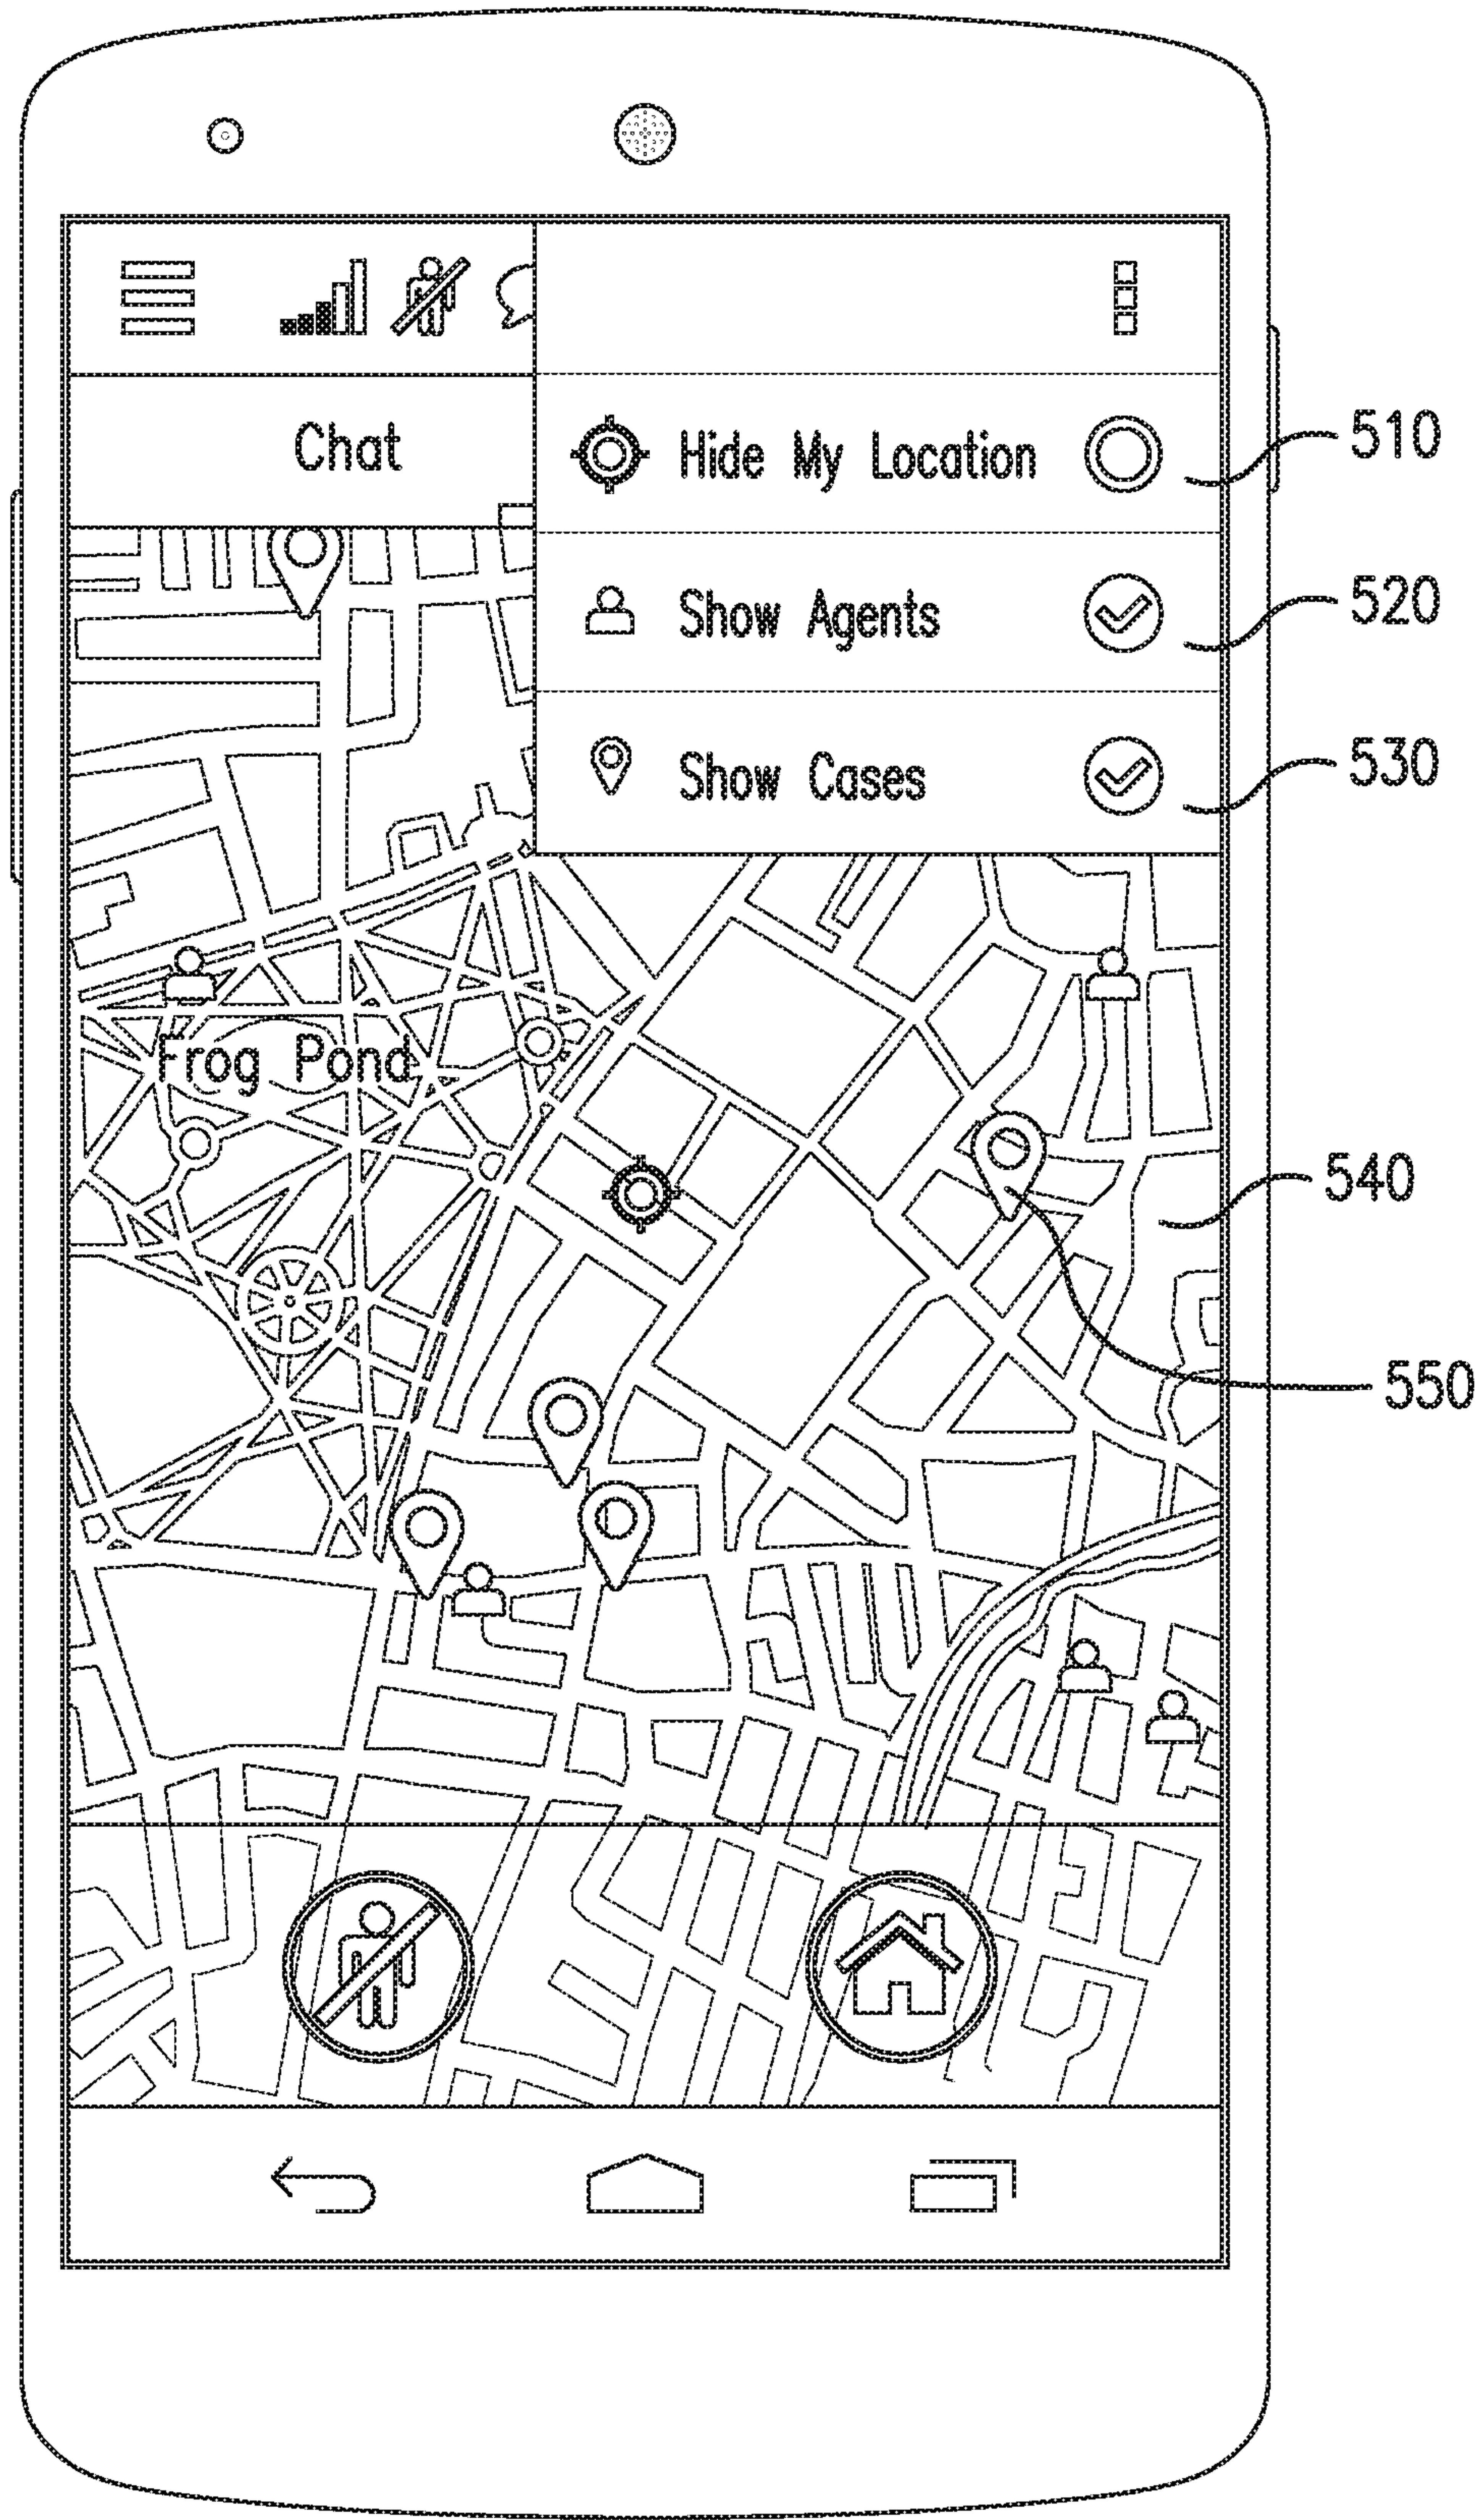 Chat
Hide My Location
510
Show Agents
520
Show Cases
530
Frog Pond
540
550